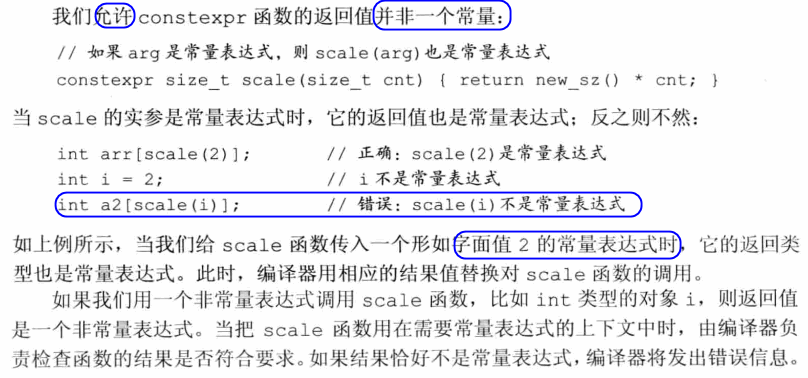 我们允许 constexpr 函数的返回值并非一个常量：
// 如果 arg 是常量表达式，则 scale(arg)也是常量表达式
constexpr size_t scale(size_t cnt) { return new_sz() * cnt; }
当 scale 的实参是常量表达式时，它的返回值也是常量表达式；反之则不然：
int arr[scale(2)]; // 正确：scale(2)是常量表达式
int i = 2; // i 不是常量表达式
int a2[scale(i)]; // 错误：scale(i)不是常量表达式
如上例所示，当我们给 scale 函数传入一个形如字面值 2 的常量表达式时，它的返回类
型也是常量表达式。此时，编译器用相应的结果值替换对 scale 函数的调用。
如果我们用一个非常量表达式调用 scale 函数，比如 int 类型的对象 i，则返回值
是一个非常量表达式。当把 scale 函数用在需要常量表达式的上下文中时，由编译器负
责检查函数的结果是否符合要求。如果结果恰好不是常量表达式，编译器将发出错误信息。